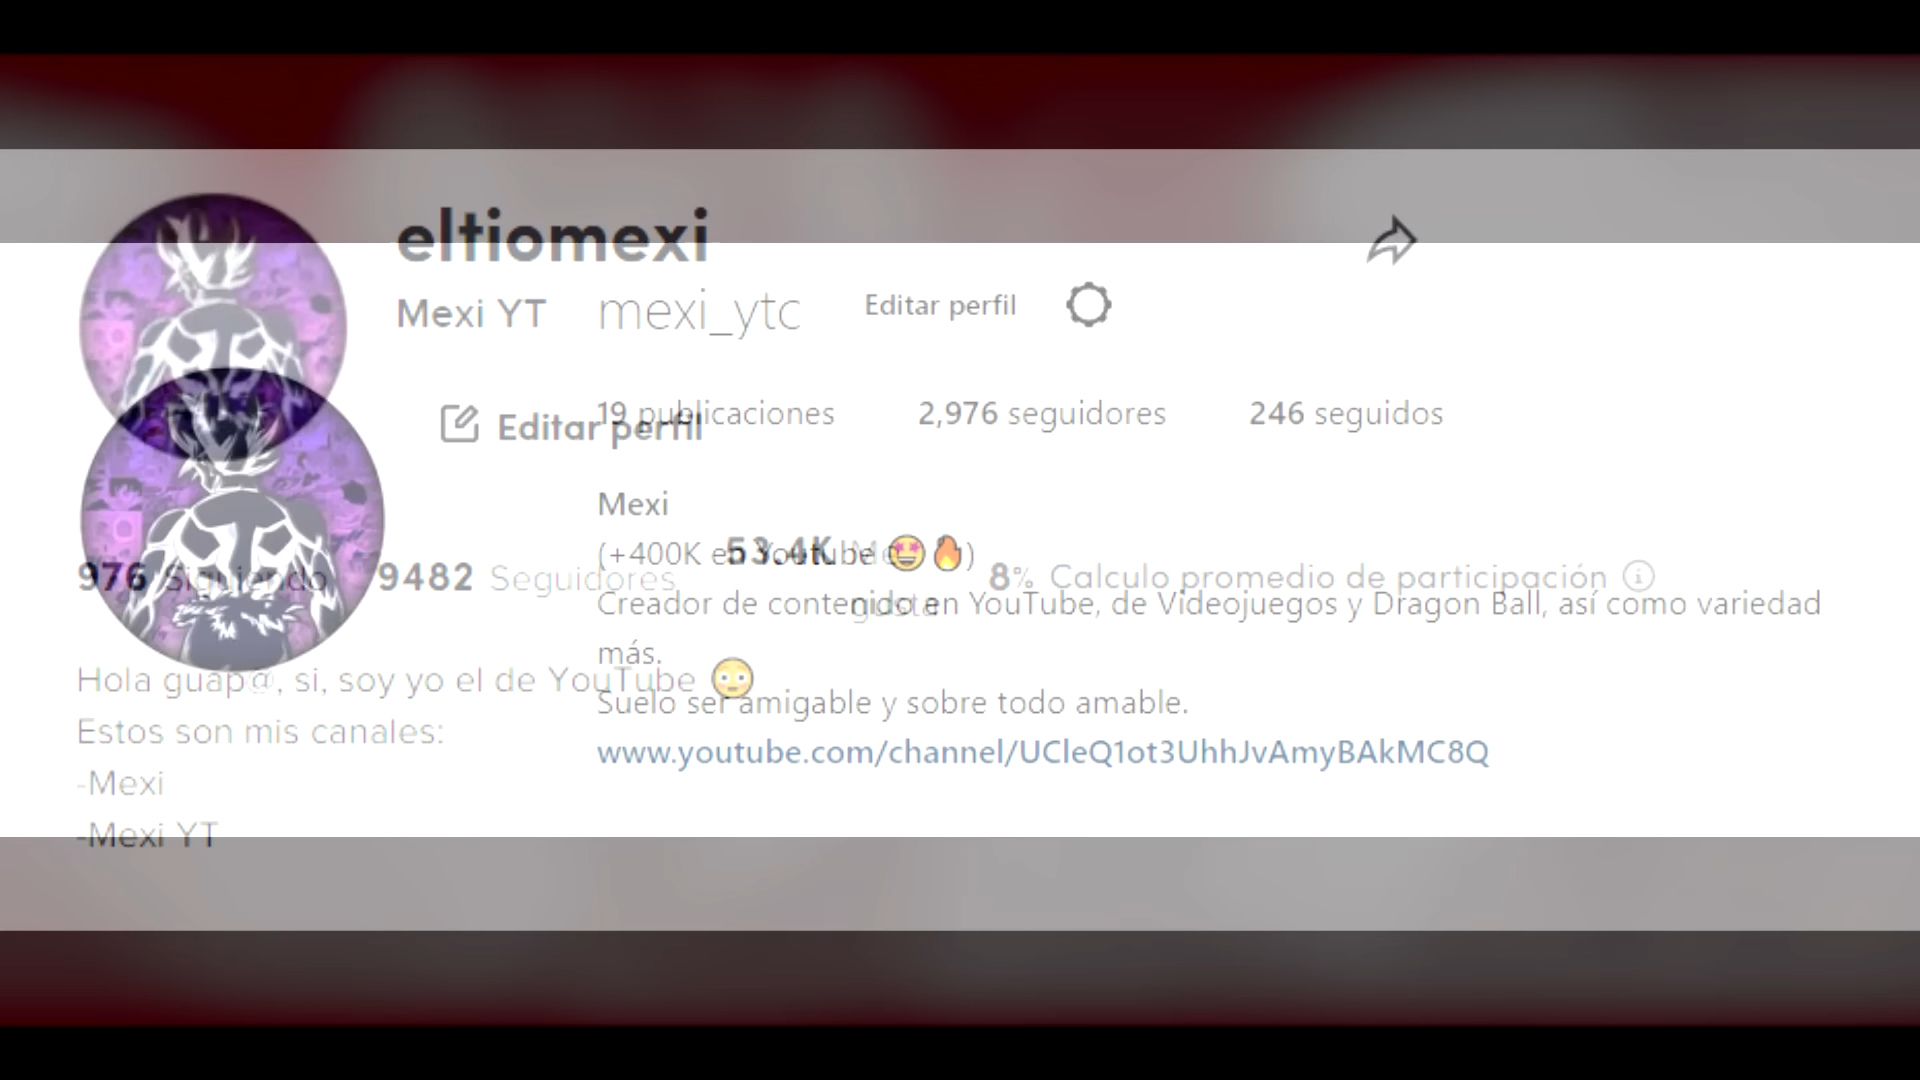 eltiomexi
Mexi YT
Editar perfil
976 Siguiendo 9482 Seguidores 53.4K Me gusta 8% Calculo promedio de participación
Hola guap@, si, soy yo el de YouTube 😳
Estos son mis canales:
-Mexi
-Mexi YT
mexi_ytc Editar perfil
19 publicaciones 2,976 seguidores 246 seguidos
Mexi
(+400K en Youtube 🤩🔥)
Creador de contenido en YouTube, de Videojuegos y Dragon Ball, así como variedad
más.
Suelo ser amigable y sobre todo amable.
www.youtube.com/channel/UCleQ1ot3UhhJvAmyBAkMC8Q